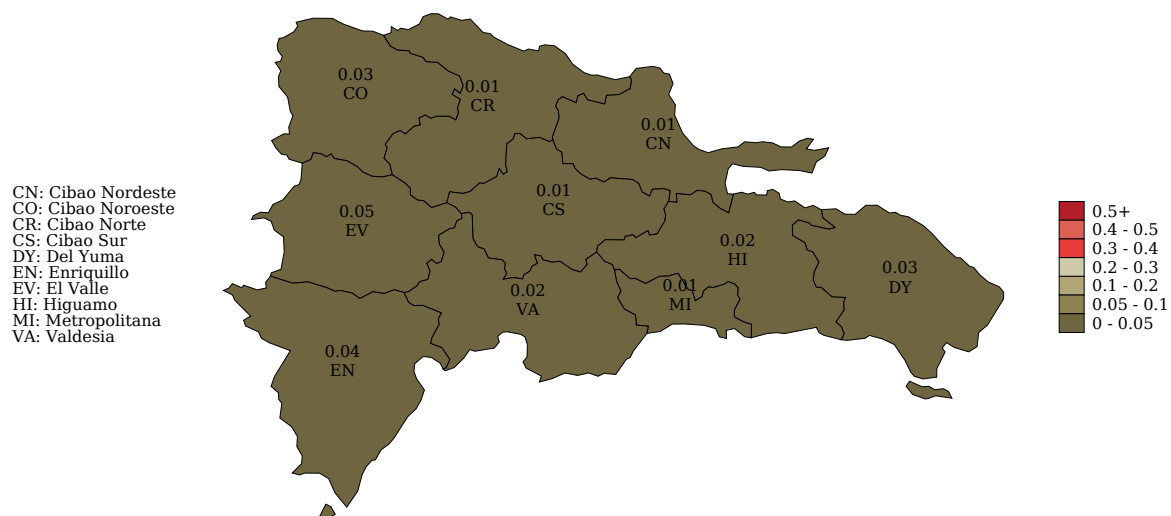 0.03
CO
0.01
CR
0.01
CN
CN: Cibao Nordeste
CO: Cibao Noroeste
CR: Cibao Norte
CS: Cibao Sur
DY: Del Yuma
EN: Enriquillo
EV: El Valle
HI: Higuamo
MI: Metropolitana
VA: Valdesia
0.01
CS
0.05
EV
0.02
HI
0.03
DY
0.02
VA
0.01
MI
0.04
EN
0.5+
0.4 - 0.5
0.3 - 0.4
0.2 - 0.3
0.1 - 0.2
0.05 - 0.1
0 - 0.05